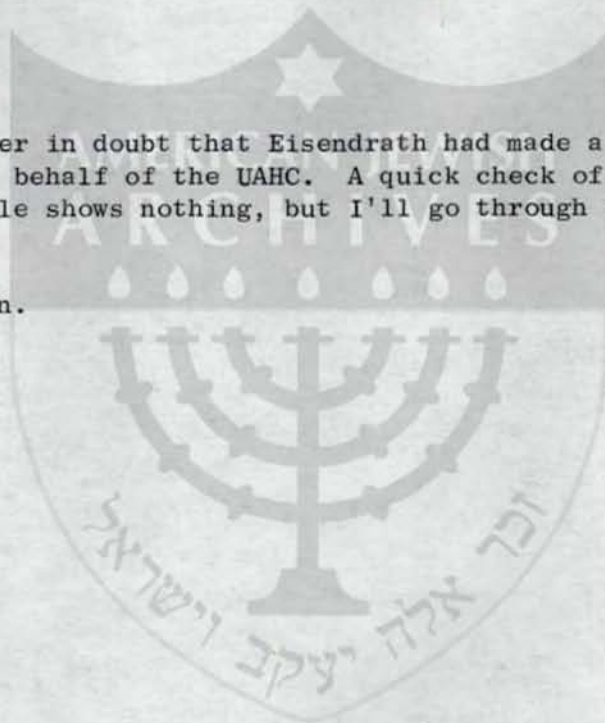 er in doubt that Eisendrath had made a
AMERICAN JEWISH
behalf of the UAHC. A quick check of
le shows nothing, but I'll go through
ARCHIVES
n.
זכר אלה יעקב וישראל